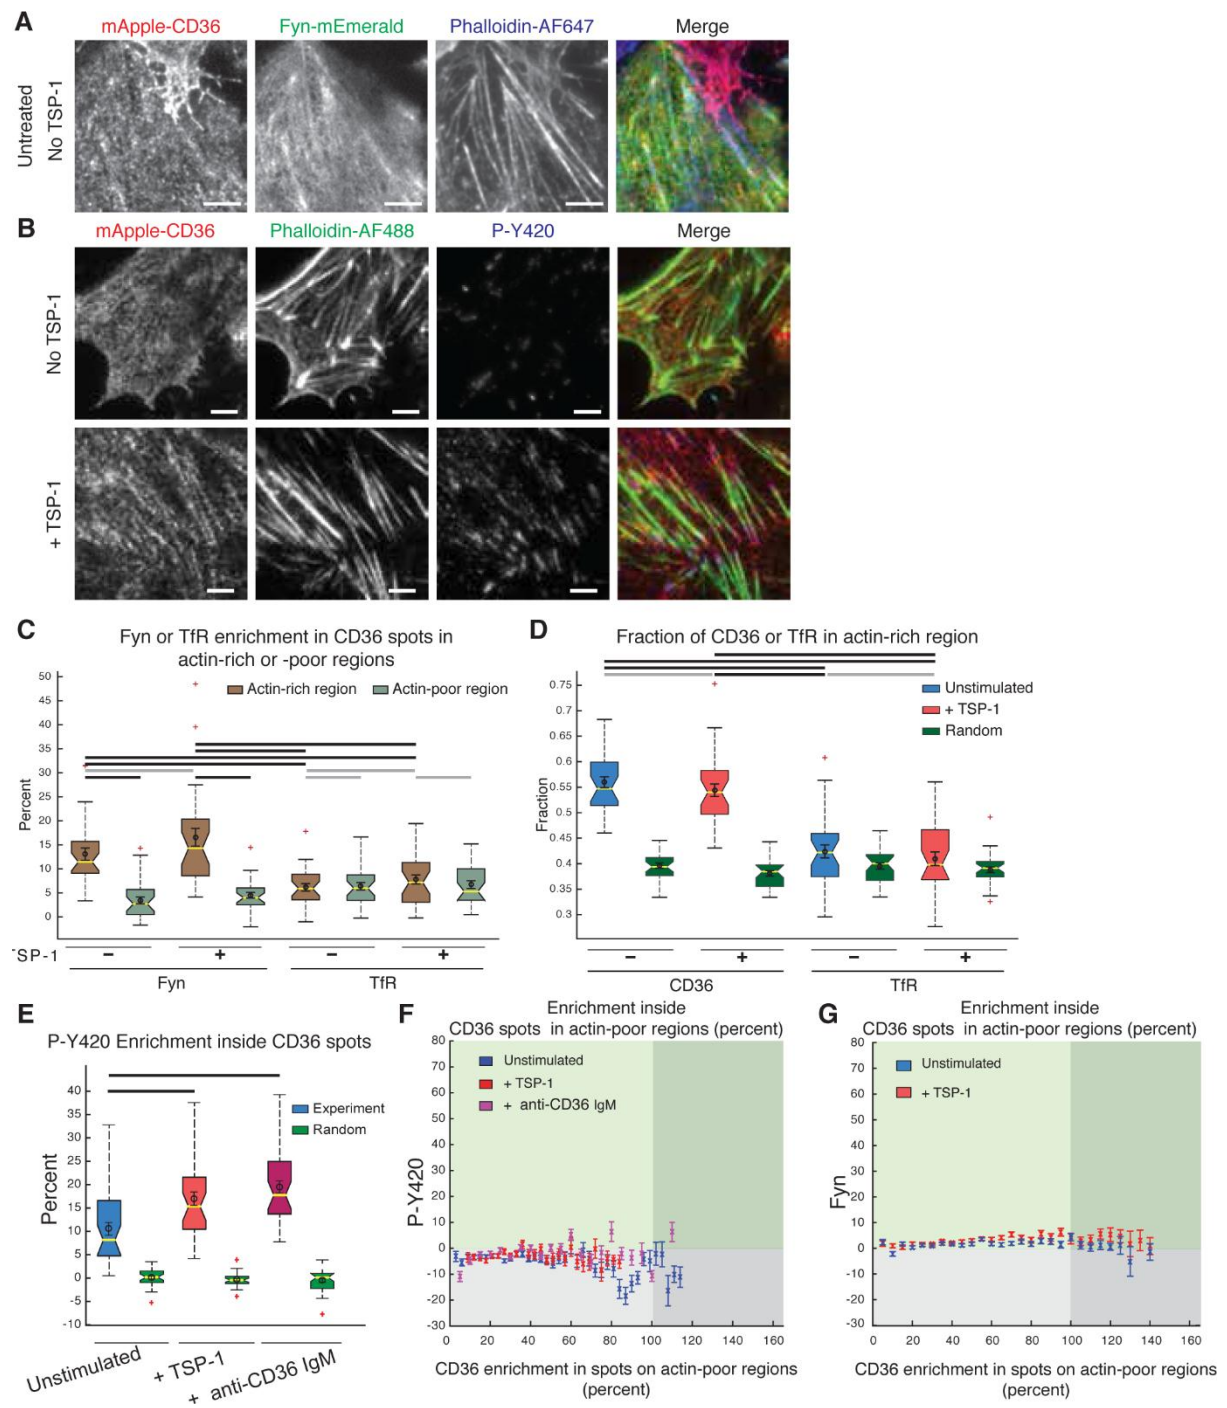 A
mApple-CD36 Fyn-mEmerald Phalloidin-AF647 Merge
Untreated
No TSP-1
B
mApple-CD36 Phalloidin-AF488 P-Y420 Merge
No TSP-1
+ TSP-1
C
Fyn or TfR enrichment in CD36 spots in
actin-rich or -poor regions
Actin-rich region Actin-poor region
Percent
50
45
40
35
30
25
20
15
10
5
0
SP-1 − + − +
Fyn TfR
D
Fraction of CD36 or TfR in actin-rich region
Unstimulated
+ TSP-1
Random
Fraction
0.75
0.7
0.65
0.6
0.55
0.5
0.45
0.4
0.35
0.3
− + − +
CD36 TfR
E
P-Y420 Enrichment inside CD36 spots
Experiment
Random
Percent
40
35
30
25
20
15
10
5
0
-5
-10
Unstimulated
+ TSP-1
+ anti-CD36 IgM
F
Enrichment inside
CD36 spots in actin-poor regions (percent)
Unstimulated
+ TSP-1
+ anti-CD36 IgM
P-Y420
80
70
60
50
40
30
20
10
0
-10
-20
-30
0 20 40 60 80 100 120 140 160
CD36 enrichment in spots on actin-poor regions
(percent)
G
Enrichment inside
CD36 spots in actin-poor regions (percent)
Unstimulated
+ TSP-1
Fyn
80
70
60
50
40
30
20
10
0
-10
-20
-30
0 20 40 60 80 100 120 140 160
CD36 enrichment in spots on actin-poor regions
(percent)